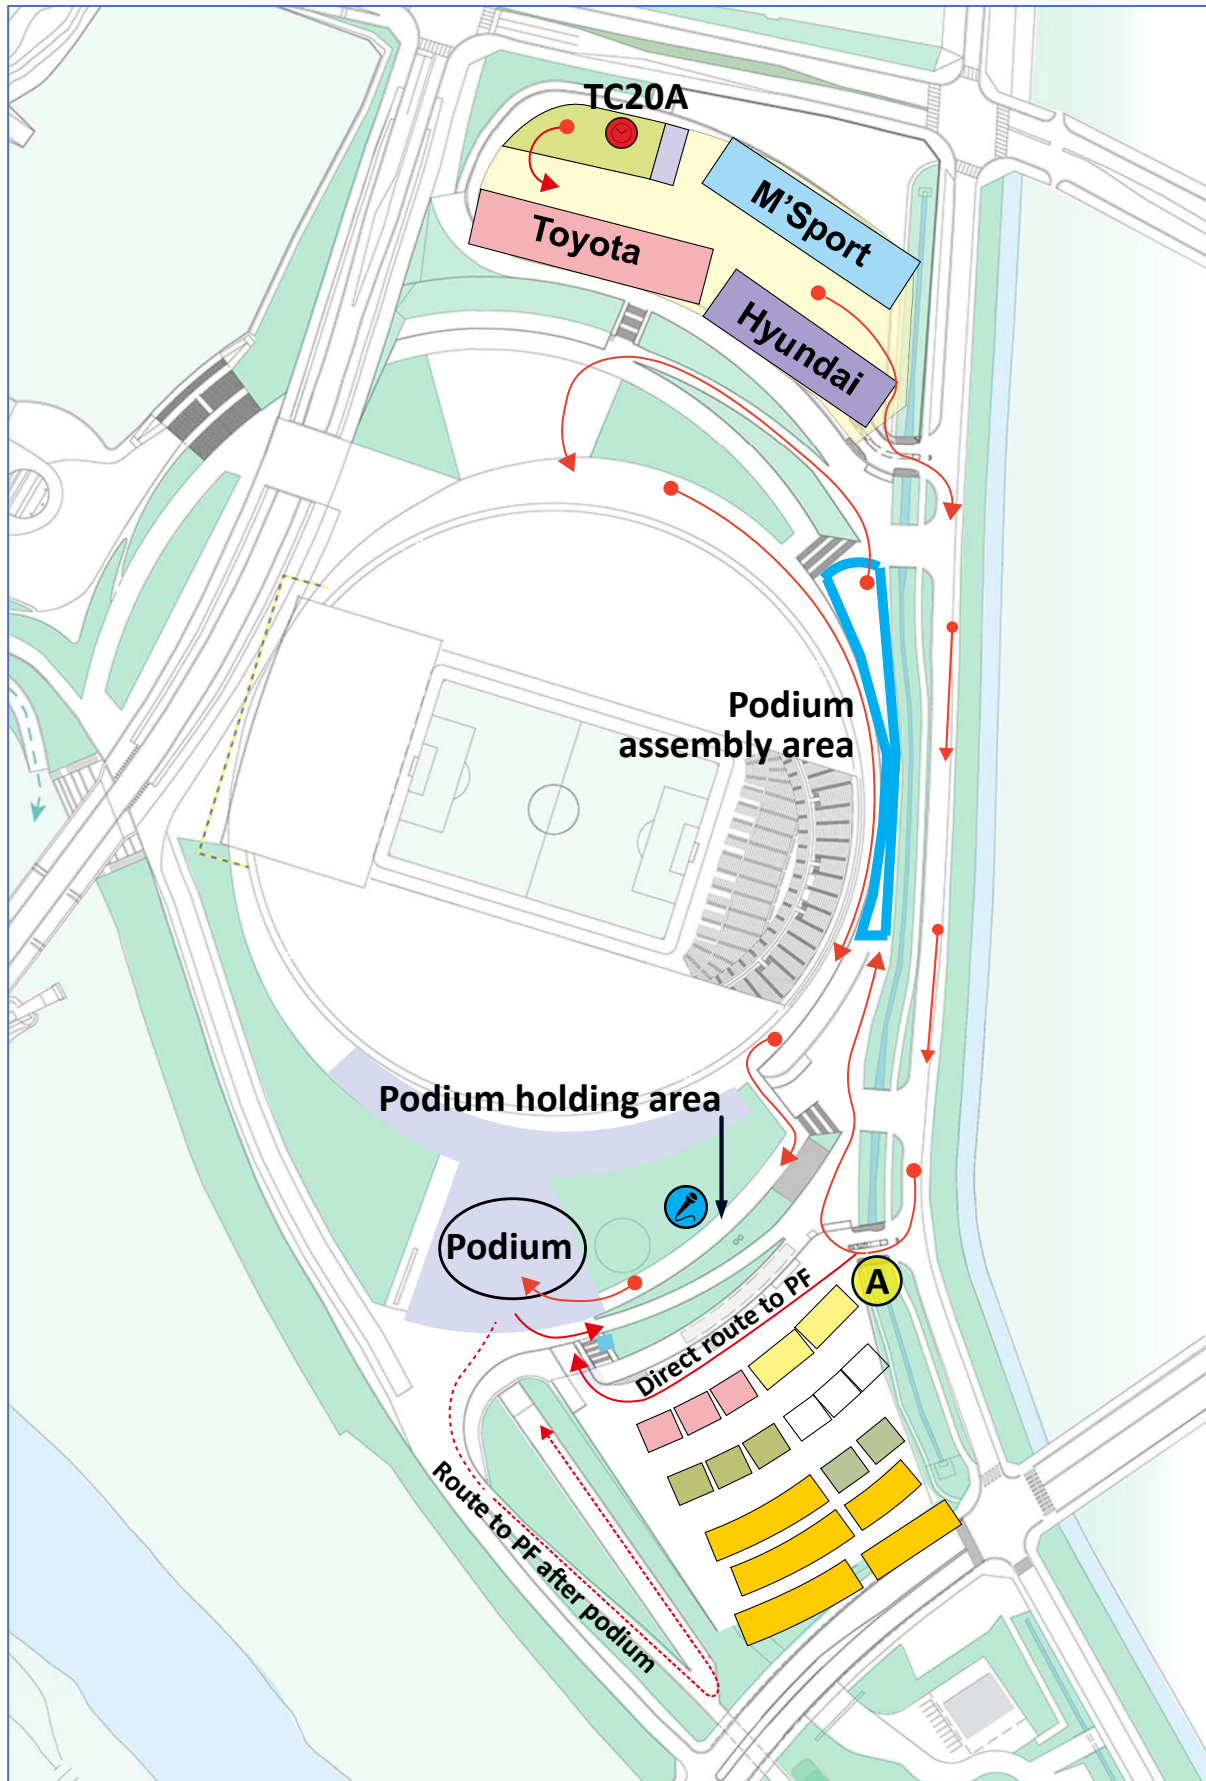 TC20A
M'Sport
Toyota
Hyundai
Podium
assembly area
Podium holding area
Podium
A
Direct route to PF
Route to PF after podium